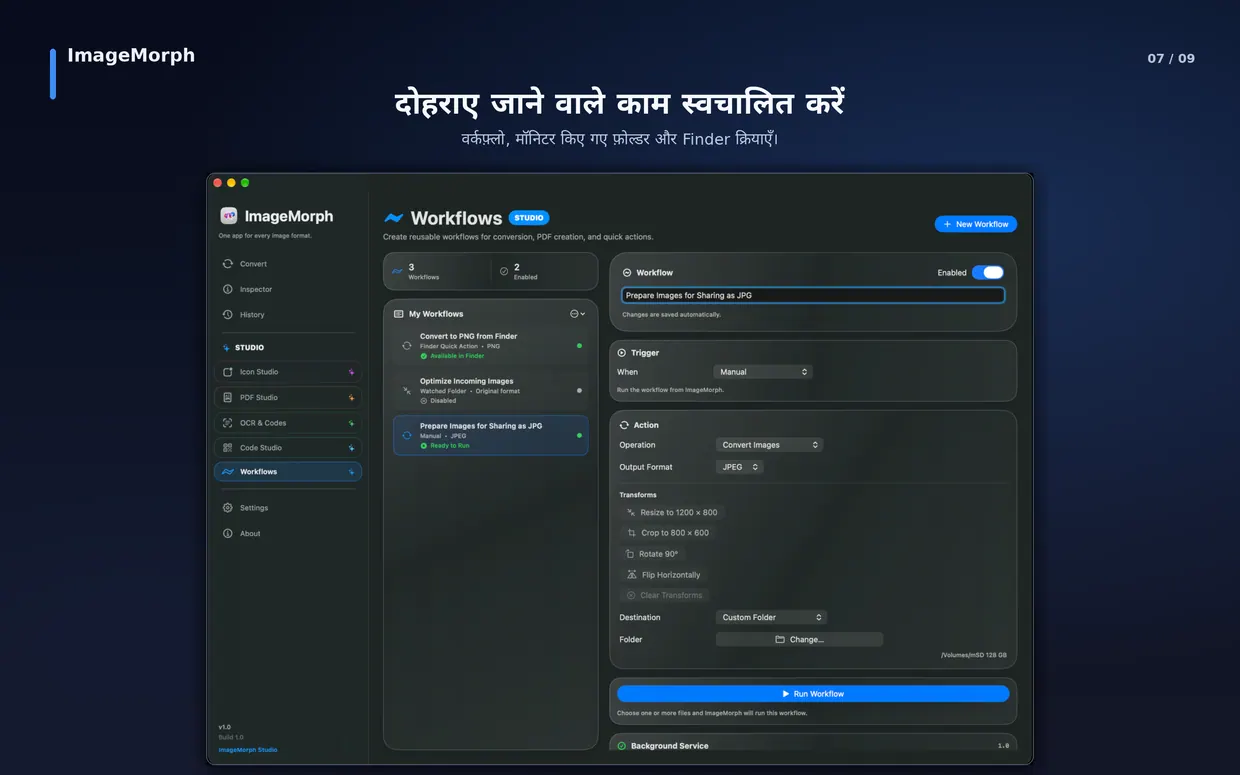 ImageMorph
07 / 09
दोहराए जाने वाले काम स्वचालित करें
वर्कफ़्लो, मॉनिटर किए गए फ़ोल्डर और Finder क्रियाएँ।
ImageMorph
One app for every image format.
Convert
Inspector
History
STUDIO
Icon Studio
PDF Studio
OCR & Codes
Code Studio
Workflows
Settings
About
v1.0
Build 1.0
ImageMorph Studio
Workflows STUDIO
Create reusable workflows for conversion, PDF creation, and quick actions.
New Workflow
3
Workflows
2
Enabled
My Workflows
Convert to PNG from Finder
Finder Quick Action • PNG
Available in Finder
Optimize Incoming Images
Watched Folder • Original format
Disabled
Prepare Images for Sharing as JPG
Manual • JPEG
Ready to Run
Workflow
Enabled
Prepare Images for Sharing as JPG
Changes are saved automatically.
Trigger
When Manual
Run the workflow from ImageMorph.
Action
Operation Convert Images
Output Format JPEG
Transforms
Resize to 1200 × 800
Crop to 800 × 600
Rotate 90°
Flip Horizontally
Clear Transforms
Destination Custom Folder
Folder Change...
/Volumes/mSD 128 GB
Run Workflow
Choose one or more files and ImageMorph will run this workflow.
Background Service 1.0